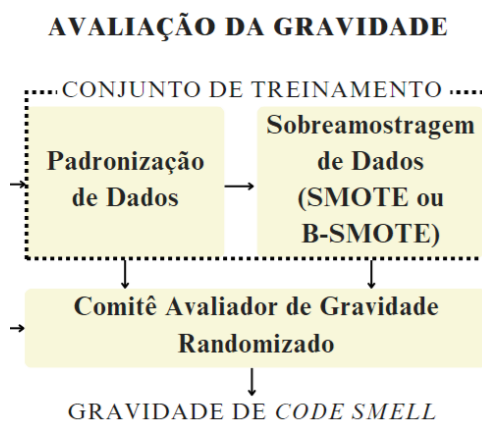 AVALIAÇÃO DA GRAVIDADE
CONJUNTO DE TREINAMENTO
Padronização
de Dados
Sobreamostragem
de Dados
(SMOTE ou
B-SMOTE)
Comitê Avaliador de Gravidade
Randomizado
GRAVIDADE DE CODE SMELL